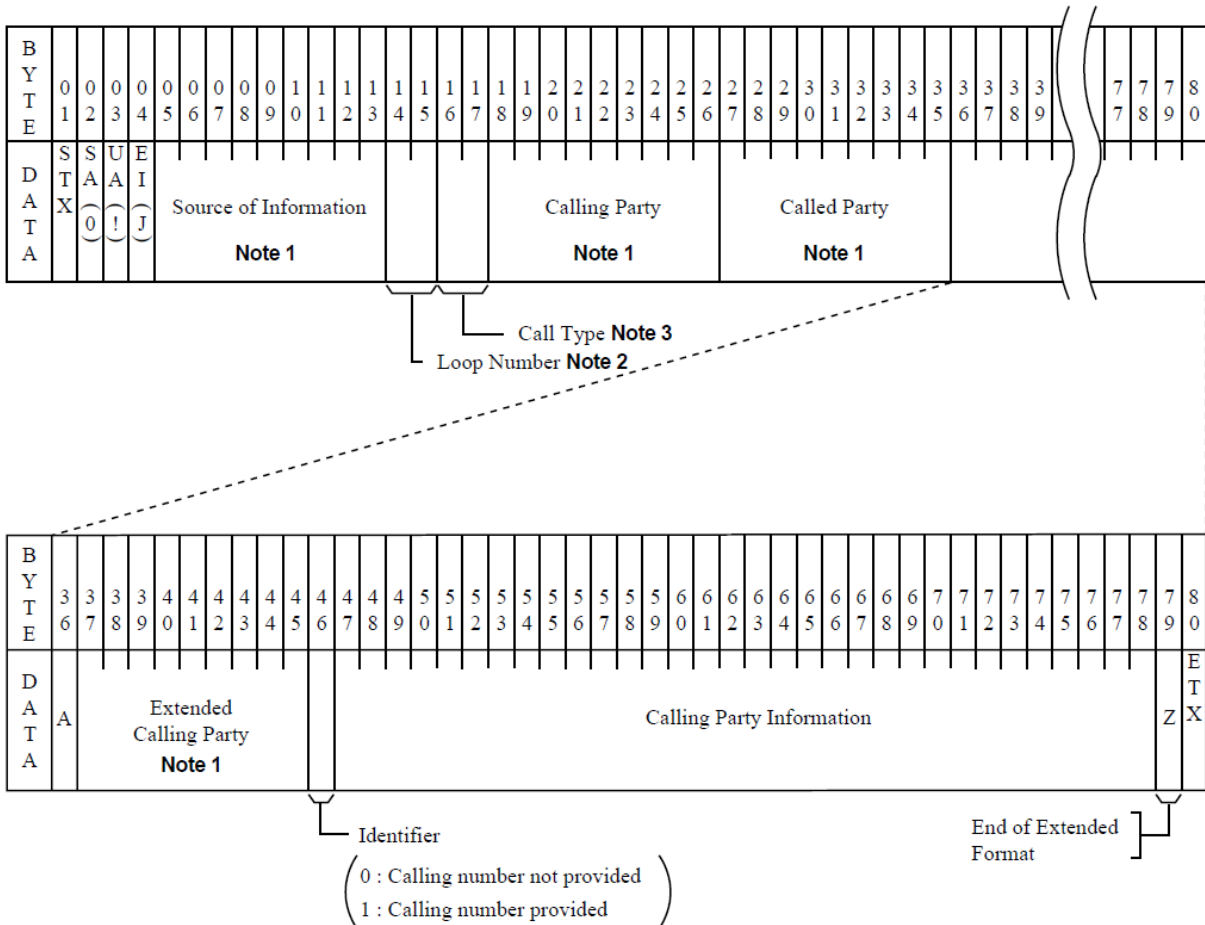 BYTE 01 02 03 04 05 06 07 08 09 10 11 12 13 14 15 16 17 18 19 20 21 22 23 24 25 26 27 28 29 30 31 32 33 34 35 36 37 38 39 77 78 79 80
DATA STX SA(0) UA(!) EI(J)
Source of Information
Note 1
Calling Party
Note 1
Called Party
Note 1
Call Type Note 3
Loop Number Note 2
BYTE 36 37 38 39 40 41 42 43 44 45 46 47 48 49 50 51 52 53 54 55 56 57 58 59 60 61 62 63 64 65 66 67 68 69 70 71 72 73 74 75 76 77 78 79 80
DATA A
Extended
Calling Party
Note 1
Calling Party Information
Z ETX
Identifier
0 : Calling number not provided
1 : Calling number provided
End of Extended
Format